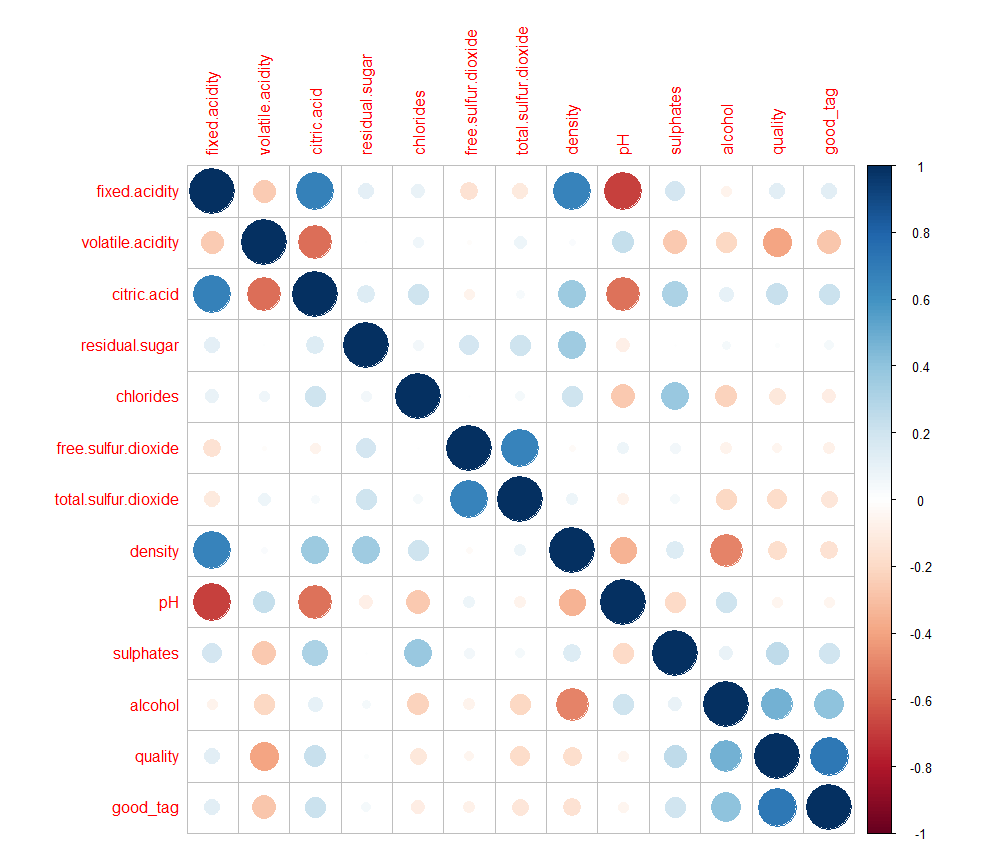 fixed.acidity
volatile.acidity
citric.acid
residual.sugar
chlorides
free.sulfur.dioxide
total.sulfur.dioxide
density
pH
sulphates
alcohol
quality
good_tag
fixed.acidity
volatile.acidity
citric.acid
residual.sugar
chlorides
free.sulfur.dioxide
total.sulfur.dioxide
density
pH
sulphates
alcohol
quality
good_tag
1
0.8
0.6
0.4
0.2
0
-0.2
-0.4
-0.6
-0.8
-1